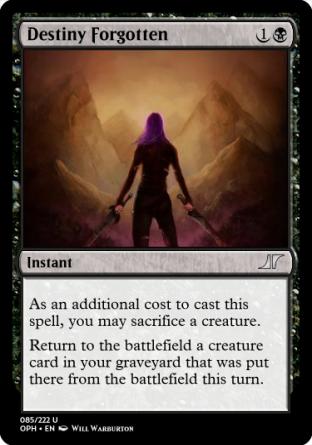 Destiny Forgotten 1
Instant
As an additional cost to cast this
spell, you may sacrifice a creature.
Return to the battlefield a creature
card in your graveyard that was put
there from the battlefield this turn.
085/222 U
OPH • EN Will Warburton